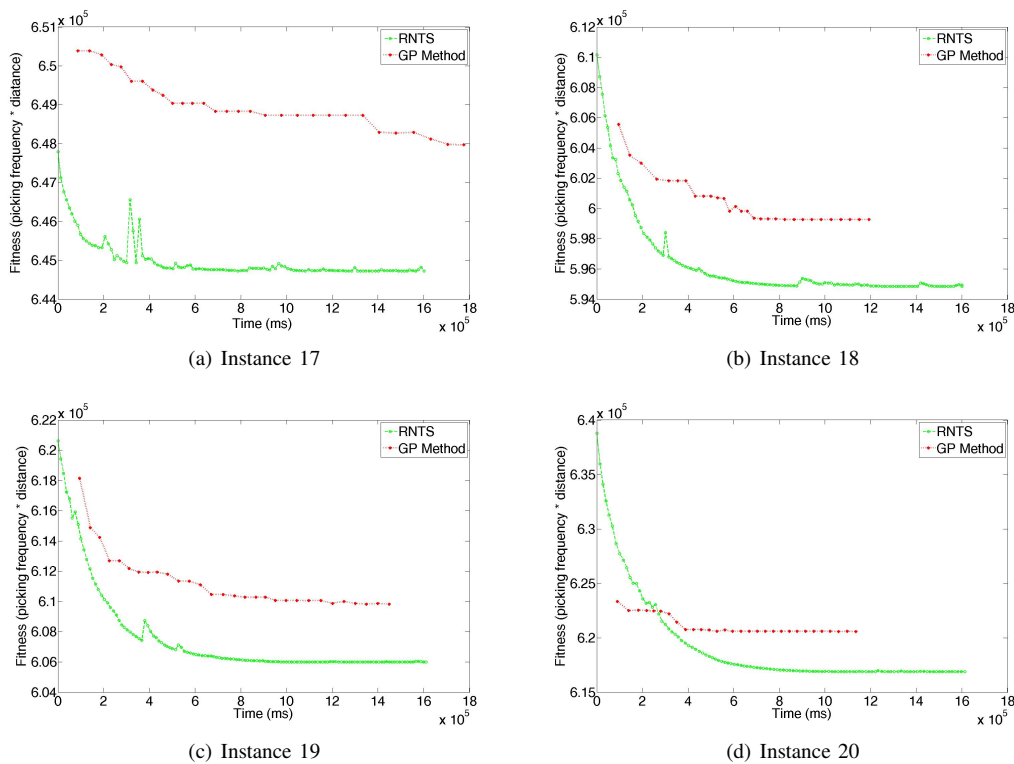 x 10^5
6.51
6.5
6.49
6.48
6.47
6.46
6.45
6.44
Fitness (picking frequency * diatance)
RNTS
GP Method
0 2 4 6 8 10 12 14 16 18
Time (ms)
x 10^5
(a) Instance 17
x 10^5
6.12
6.1
6.08
6.06
6.04
6.02
6
5.98
5.96
5.94
Fitness (picking frequency * distance)
RNTS
GP Method
0 2 4 6 8 10 12 14 16 18
Time (ms)
x 10^5
(b) Instance 18
x 10^5
6.22
6.2
6.18
6.16
6.14
6.12
6.1
6.08
6.06
6.04
Fitness (picking frequency * distance)
RNTS
GP Method
0 2 4 6 8 10 12 14 16 18
Time (ms)
x 10^5
(c) Instance 19
x 10^5
6.4
6.35
6.3
6.25
6.2
6.15
Fitness (picking frequency * distance)
RNTS
GP Method
0 2 4 6 8 10 12 14 16 18
Time (ms)
x 10^5
(d) Instance 20